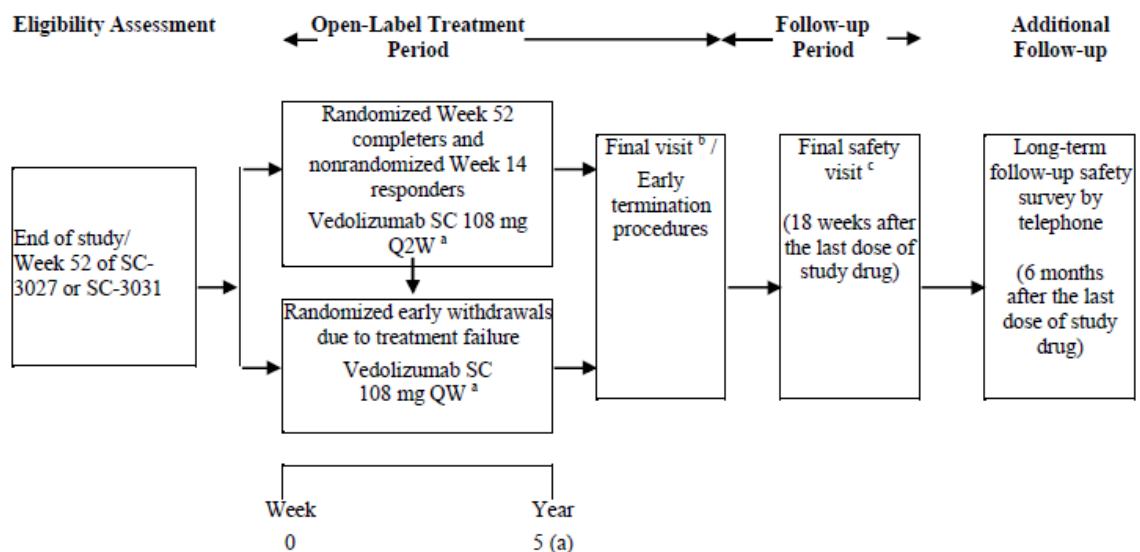 Eligibility Assessment
Open-Label Treatment
Period
Follow-up
Period
Additional
Follow-up
End of study/
Week 52 of SC-
3027 or SC-3031
Randomized Week 52
completers and
nonrandomized Week 14
responders
Vedolizumab SC 108 mg
Q2W a
Randomized early withdrawals
due to treatment failure
Vedolizumab SC
108 mg QW a
Final visit b /
Early
termination
procedures
Final safety
visit c
(18 weeks after
the last dose of
study drug)
Long-term
follow-up safety
survey by
telephone
(6 months
after the last
dose of study
drug)
Week
0
Year
5 (a)